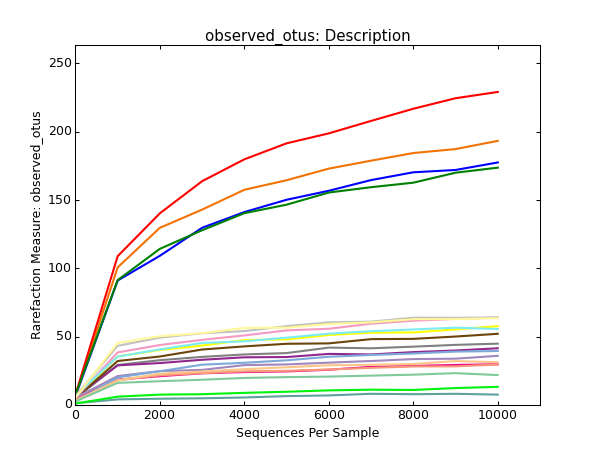 observed_otus: Description
Rarefaction Measure: observed_otus
250
200
150
100
50
0
0 2000 4000 6000 8000 10000
Sequences Per Sample